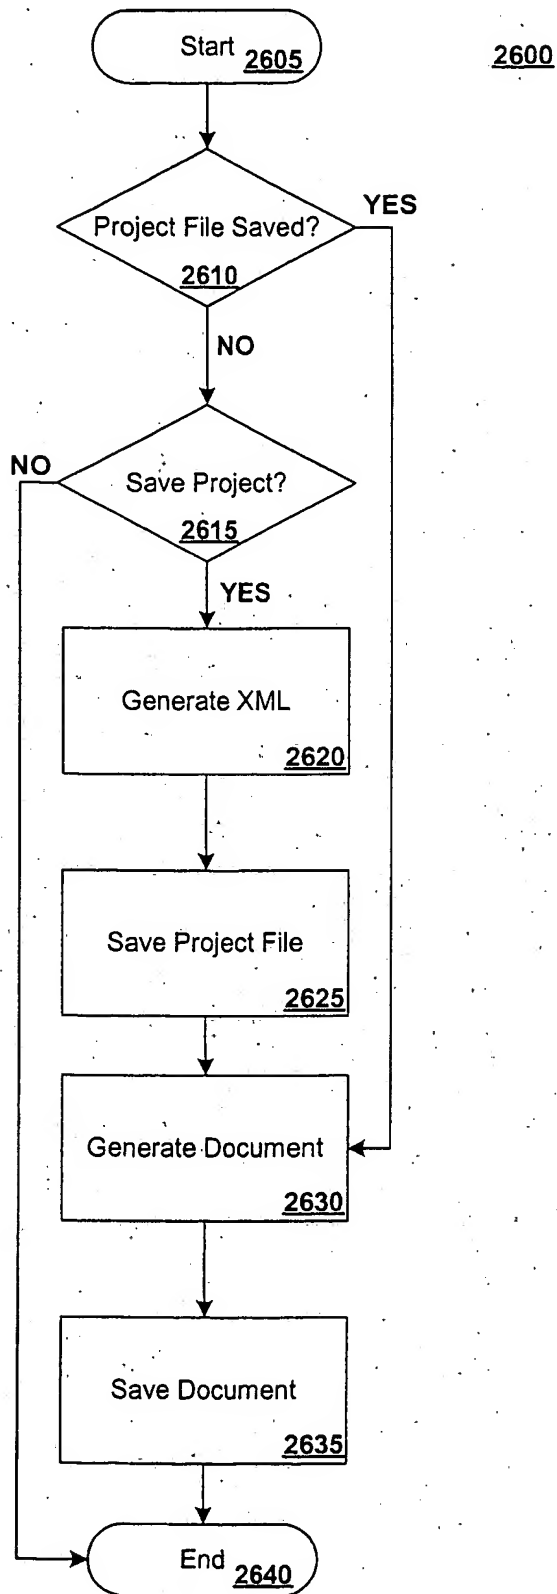 Start 2605
2600
Project File Saved?
2610
YES
NO
Save Project?
2615
NO
YES
Generate XML
2620
Save Project File
2625
Generate Document
2630
Save Document
2635
End 2640